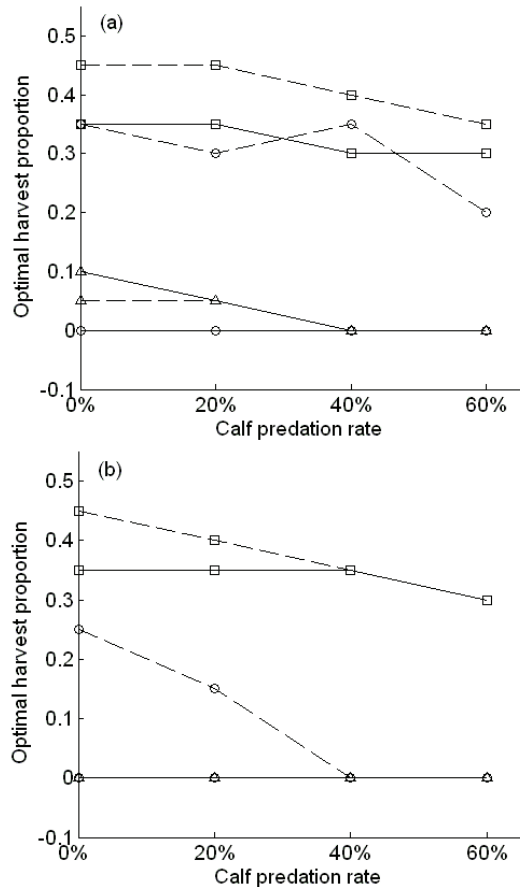 (a)
0.5
0.4
0.3
0.2
0.1
0
-0.1
Optimal harvest proportion
0% 20% 40% 60%
Calf predation rate
(b)
0.5
0.4
0.3
0.2
0.1
0
-0.1
Optimal harvest proportion
0% 20% 40% 60%
Calf predation rate